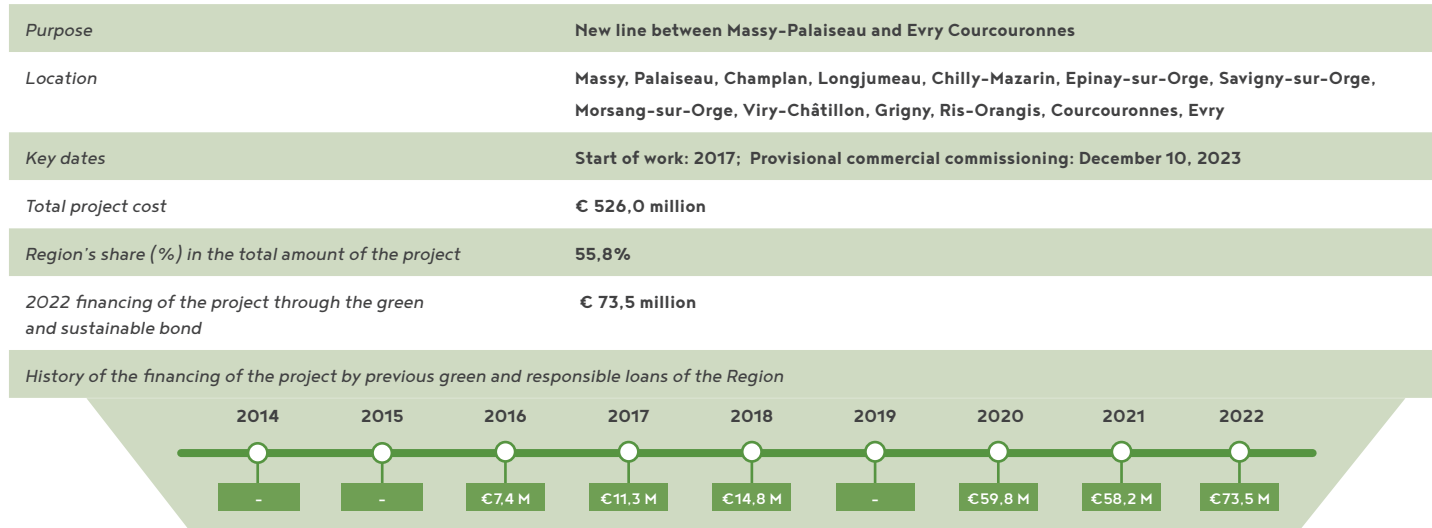 Purpose
New line between Massy-Palaiseau and Evry Courcouronnes
Location
Massy, Palaiseau, Champlan, Longjumeau, Chilly-Mazarin, Epinay-sur-Orge, Savigny-sur-Orge,
Morsang-sur-Orge, Viry-Châtillon, Grigny, Ris-Orangis, Courcouronnes, Evry
Key dates
Start of work: 2017; Provisional commercial commissioning: December 10, 2023
Total project cost
€ 526,0 million
Region's share (%) in the total amount of the project
55,8%
2022 financing of the project through the green
and sustainable bond
€ 73,5 million
History of the financing of the project by previous green and responsible loans of the Region
2014 2015 2016 2017 2018 2019 2020 2021 2022
- - €7,4 M €11,3 M €14,8 M - €59,8 M €58,2 M €73,5 M